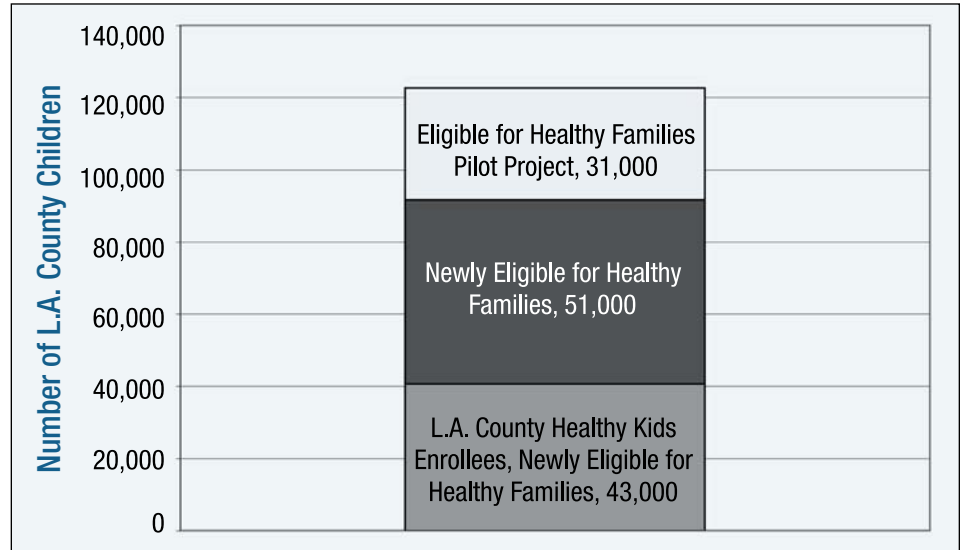 Number of L.A. County Children
140,000
120,000
100,000
80,000
60,000
40,000
20,000
0
Eligible for Healthy Families
Pilot Project, 31,000
Newly Eligible for Healthy
Families, 51,000
L.A. County Healthy Kids
Enrollees, Newly Eligible for
Healthy Families, 43,000